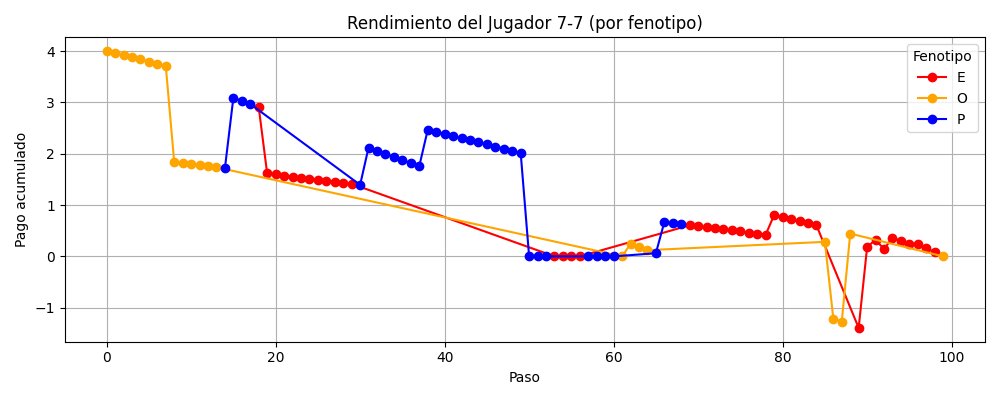 Rendimiento del Jugador 7-7 (por fenotipo)
Pago acumulado
4
3
2
1
0
−1
Fenotipo
E
O
P
0 20 40 60 80 100
Paso